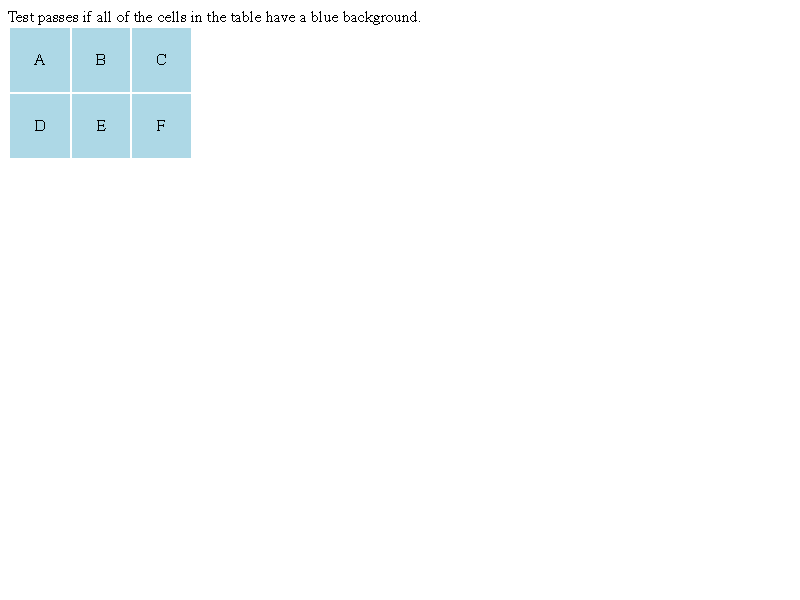 Test passes if all of the cells in the table have a blue background.
A B C
D E F